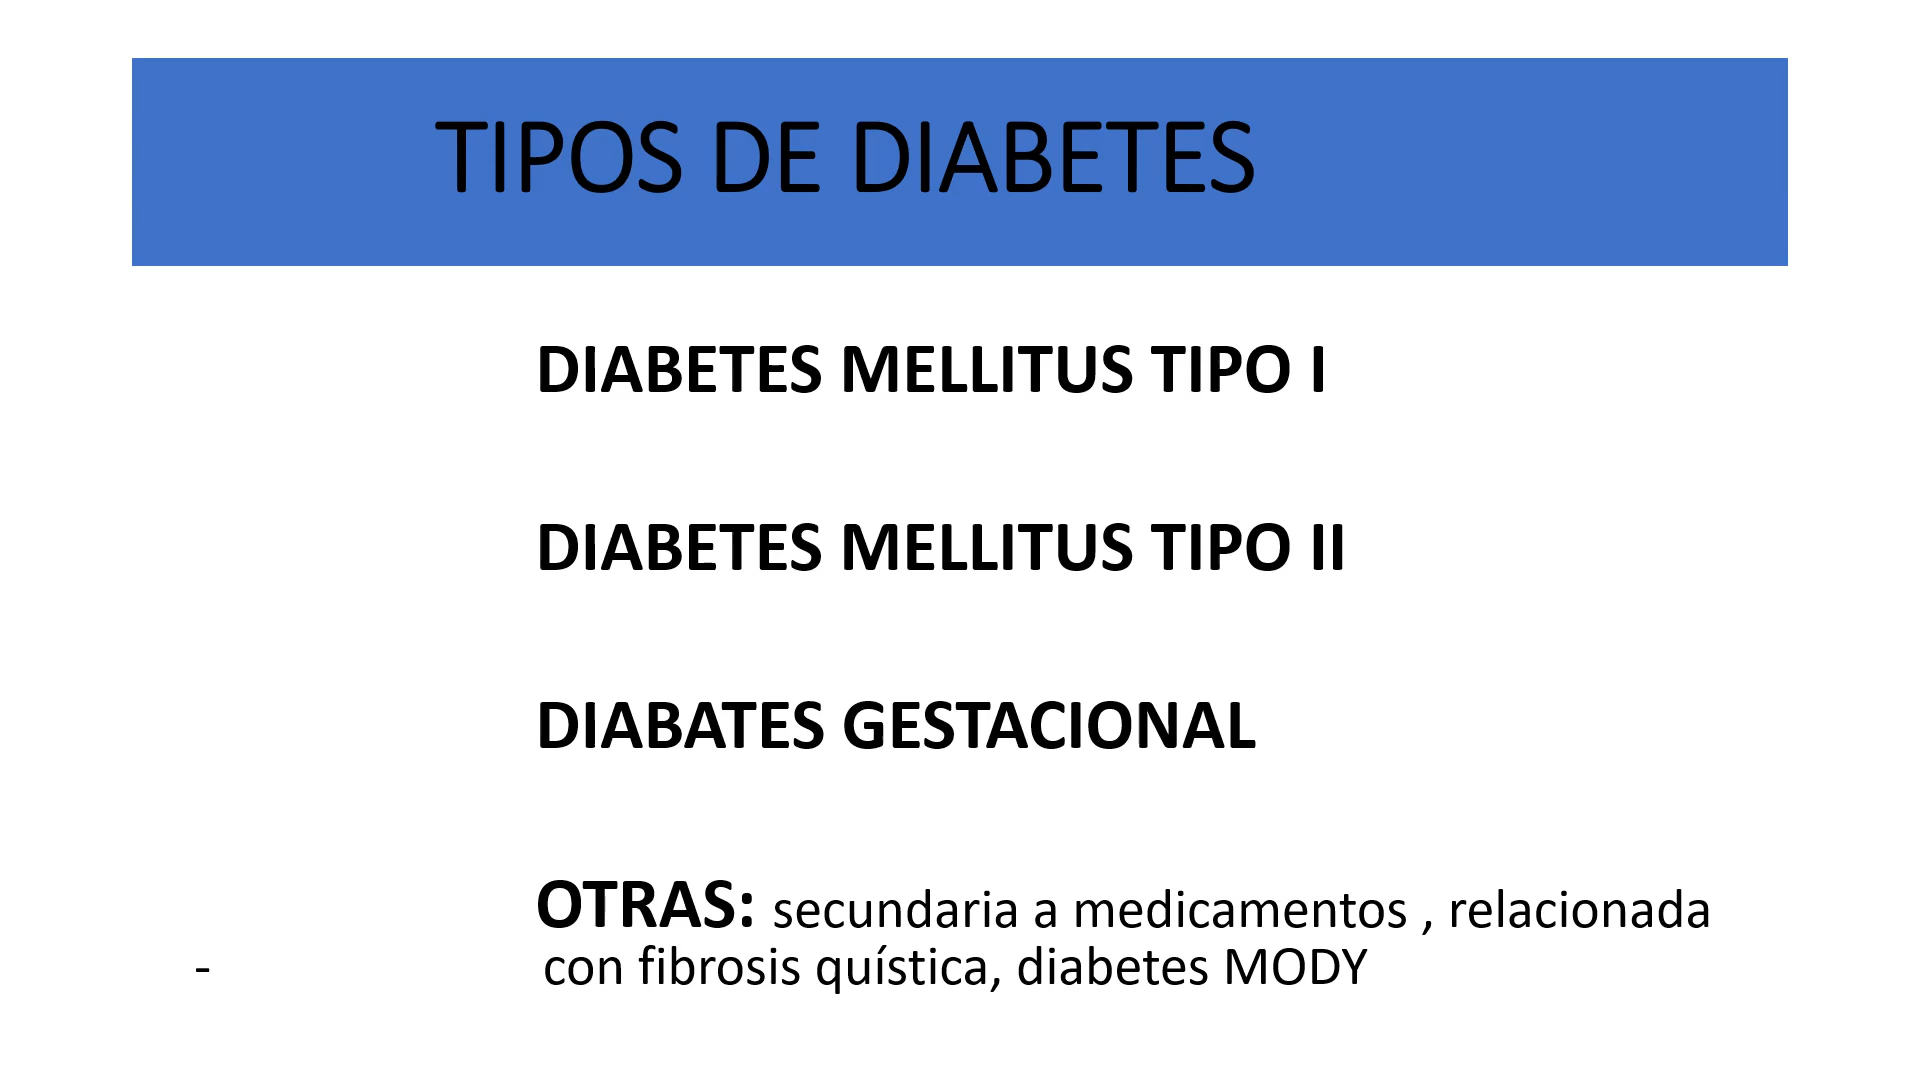 TIPOS DE DIABETES
DIABETES MELLITUS TIPO I
DIABETES MELLITUS TIPO II
DIABATES GESTACIONAL
OTRAS: secundaria a medicamentos , relacionada
- con fibrosis quística, diabetes MODY